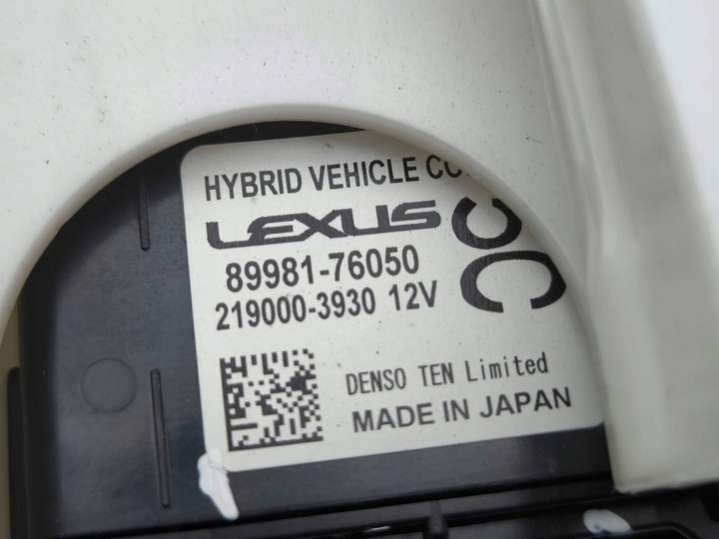 HYBRID VEHICLE CO
LEXUS
89981-76050
219000-3930 12V
DENSO TEN Limited
MADE IN JAPAN